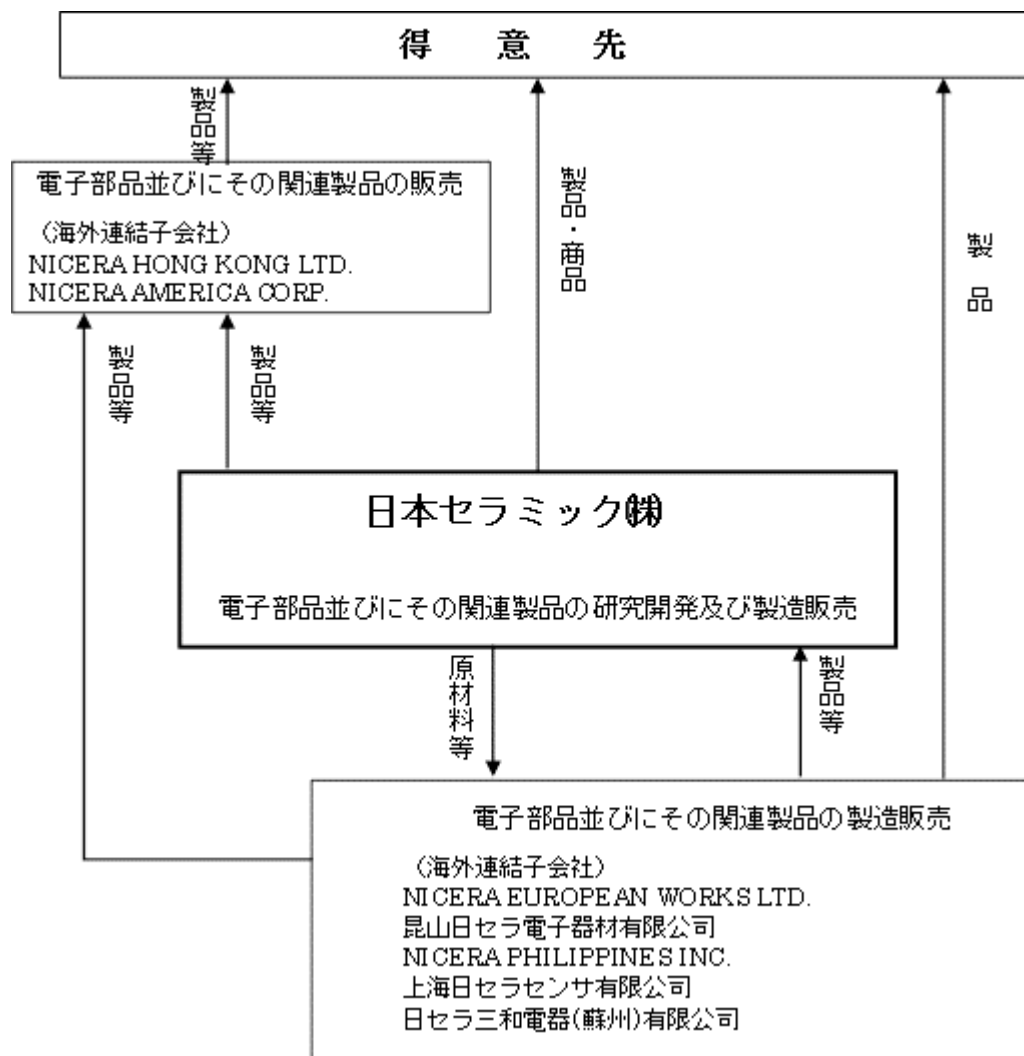 得意先
製品等
電子部品並びにその関連製品の販売
（海外連結子会社）
NICERA HONG KONG LTD.
NICERA AMERICA CORP.
製品・商品
製品
製品等
製品等
日本セラミック㈱
電子部品並びにその関連製品の研究開発及び製造販売
原材料等
製品等
電子部品並びにその関連製品の製造販売
（海外連結子会社）
NICERA EUROPEAN WORKS LTD.
昆山日セラ電子器材有限公司
NICERA PHILIPPINES INC.
上海日セラセンサ有限公司
日セラ三和電器(蘇州)有限公司